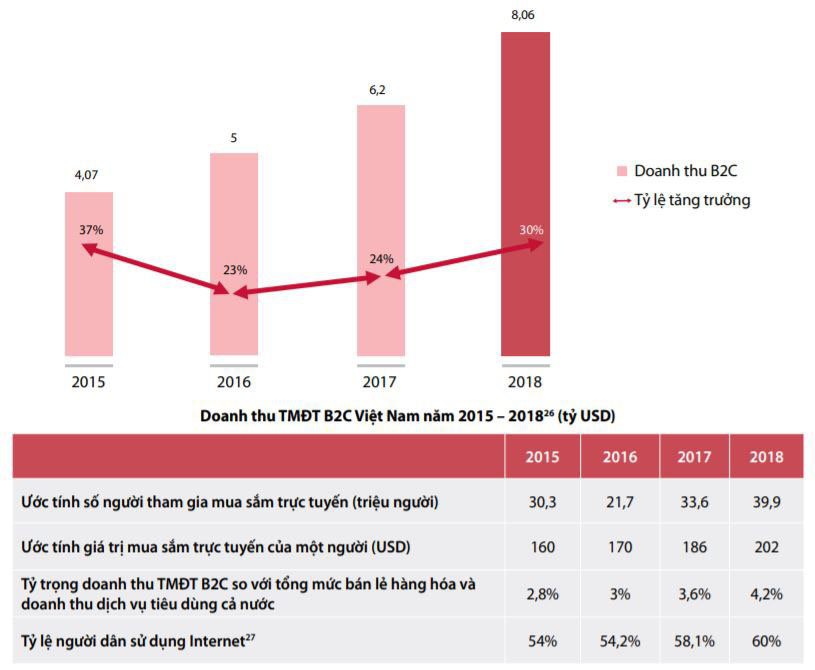 8,06
6,2
5
4,07
Doanh thu B2C
Tỷ lệ tăng trưởng
37%
23%
24%
30%
2015 2016 2017 2018
Doanh thu TMĐT B2C Việt Nam năm 2015 – 2018²⁶ (tỷ USD)
2015 2016 2017 2018
Ước tính số người tham gia mua sắm trực tuyến (triệu người) 30,3 21,7 33,6 39,9
Ước tính giá trị mua sắm trực tuyến của một người (USD) 160 170 186 202
Tỷ trọng doanh thu TMĐT B2C so với tổng mức bán lẻ hàng hóa và
doanh thu dịch vụ tiêu dùng cả nước 2,8% 3% 3,6% 4,2%
Tỷ lệ người dân sử dụng Internet²⁷ 54% 54,2% 58,1% 60%